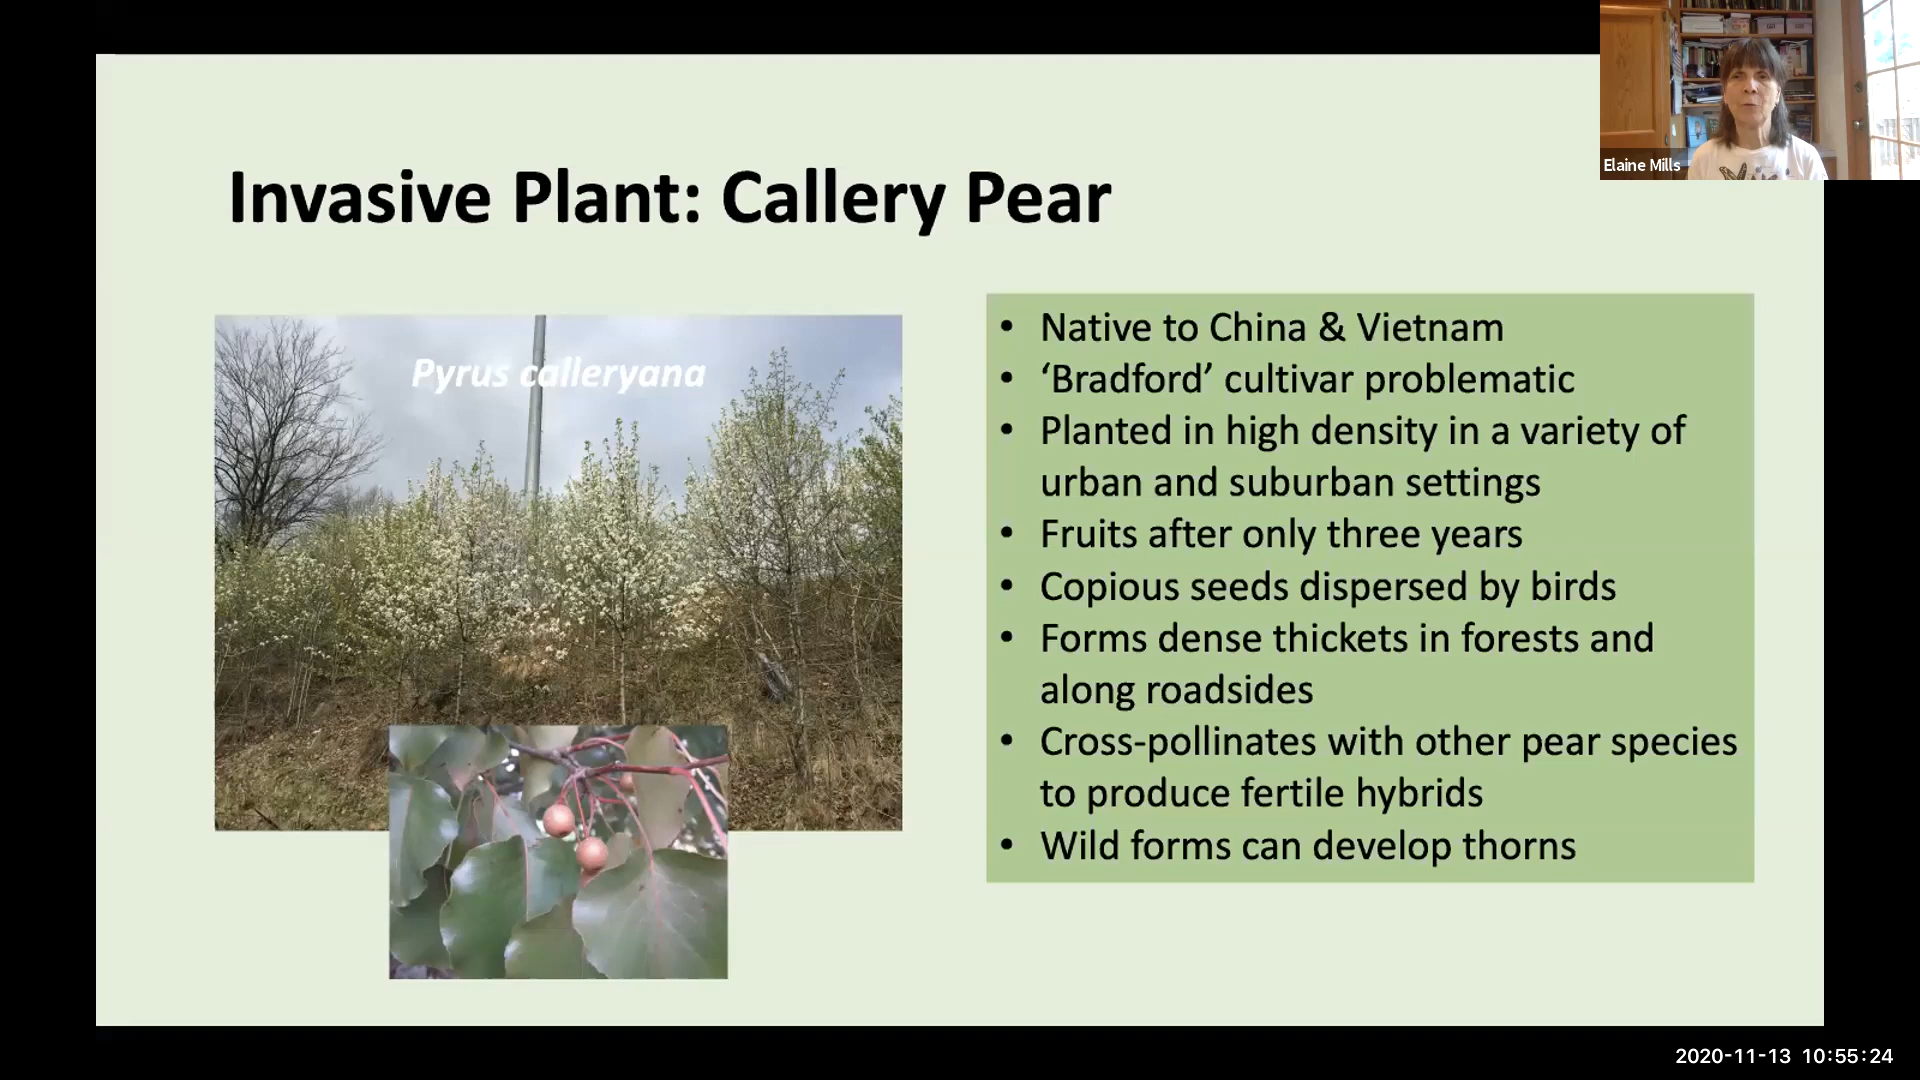 Elaine Mills
Invasive Plant: Callery Pear
Pyrus calleryana
• Native to China & Vietnam
• ‘Bradford’ cultivar problematic
• Planted in high density in a variety of
urban and suburban settings
• Fruits after only three years
• Copious seeds dispersed by birds
• Forms dense thickets in forests and
along roadsides
• Cross-pollinates with other pear species
to produce fertile hybrids
• Wild forms can develop thorns
2020-11-13 10:55:24